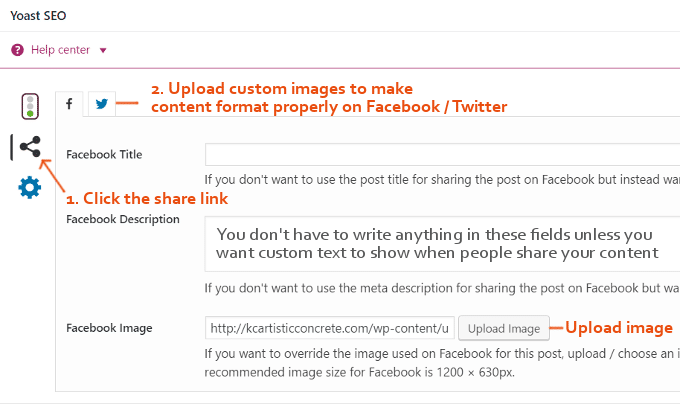 Yoast SEO
Help center
2. Upload custom images to make
content format properly on Facebook / Twitter
Facebook Title
If you don't want to use the post title for sharing the post on Facebook but instead wa
1. Click the share link
Facebook Description
You don't have to write anything in these fields unless you
want custom text to show when people share your content
If you don't want to use the meta description for sharing the post on Facebook but wa
Facebook Image
http://kcartisticconcrete.com/wp-content/u
Upload Image
Upload image
If you want to override the image used on Facebook for this post, upload / choose an i
recommended image size for Facebook is 1200 × 630px.